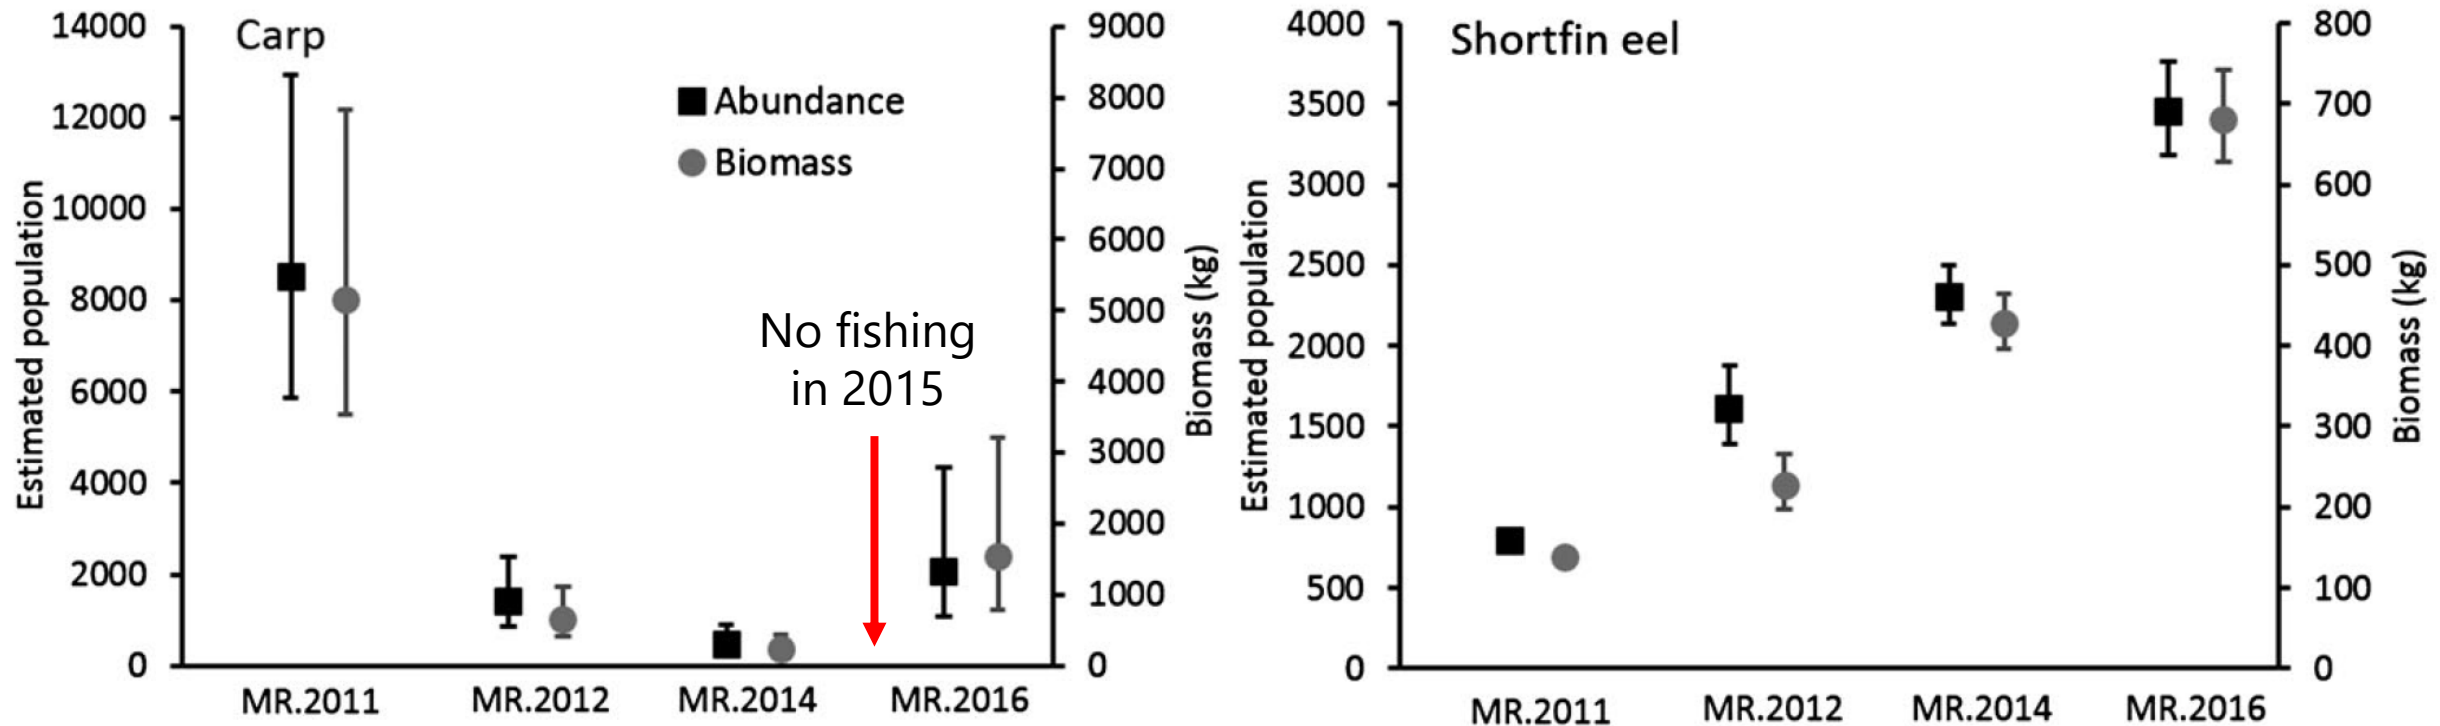 Carp
Abundance
Biomass
No fishing
in 2015
Estimated population
14000
12000
10000
8000
6000
4000
2000
0
9000
8000
7000
6000
5000
4000
3000
2000
1000
0
Biomass (kg)
MR.2011
MR.2012
MR.2014
MR.2016
Shortfin eel
Estimated population
4000
3500
3000
2500
2000
1500
1000
500
0
800
700
600
500
400
300
200
100
0
Biomass (kg)
MR.2011
MR.2012
MR.2014
MR.2016